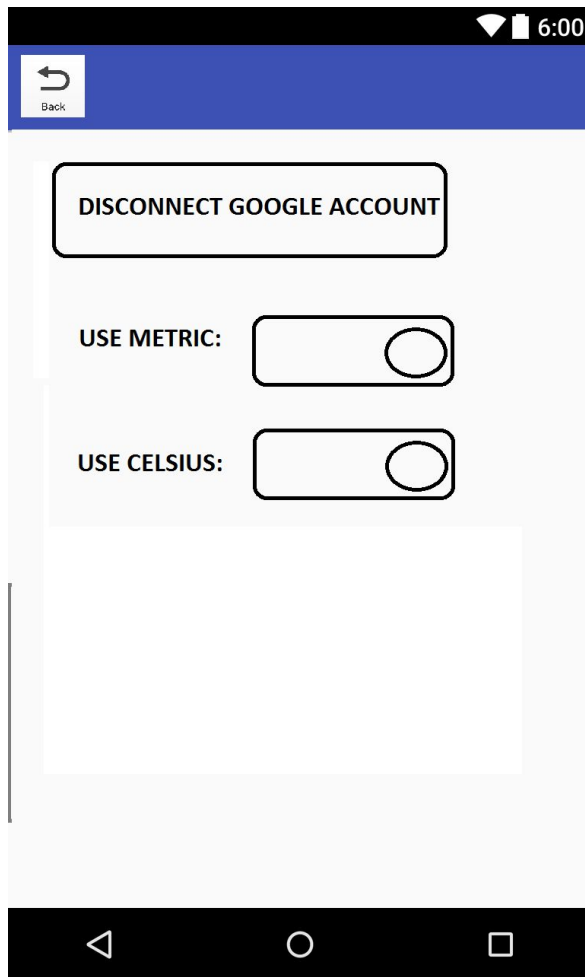 6:00
Back
DISCONNECT GOOGLE ACCOUNT
USE METRIC:
USE CELSIUS: